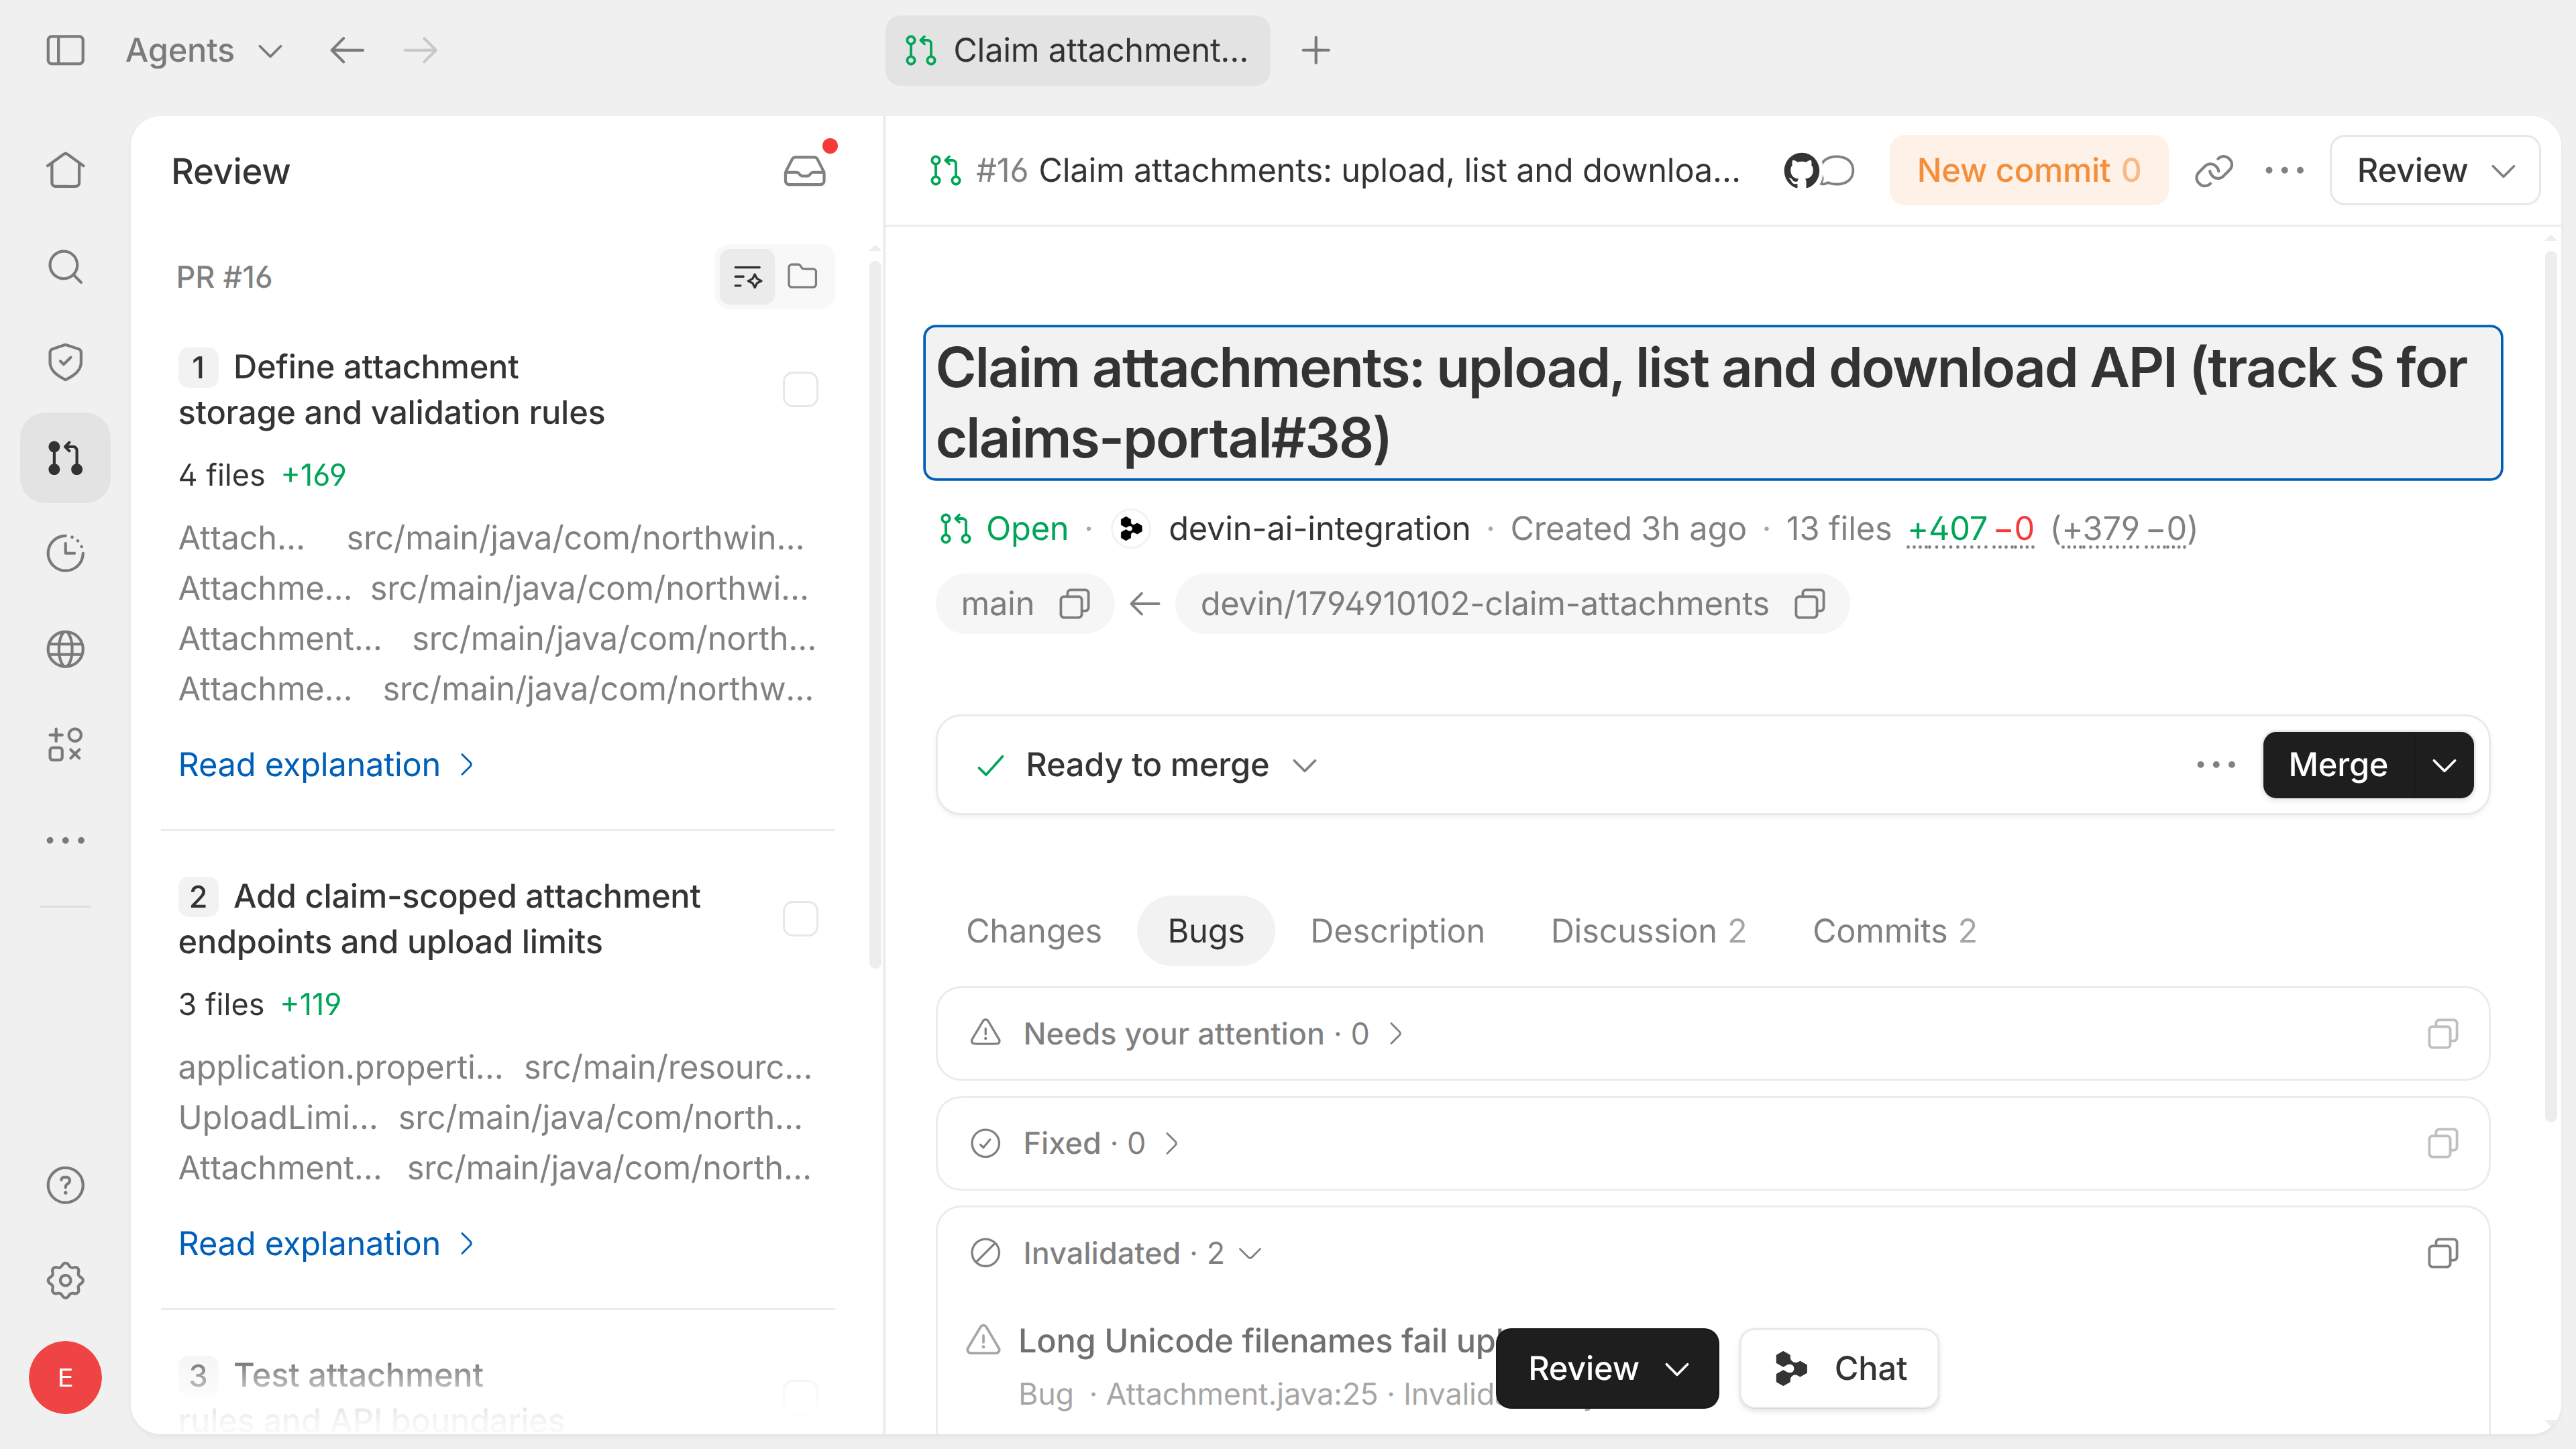 Agents
Claim attachment...
Review
PR #16
1 Define attachment
storage and validation rules
4 files +169
Attach... src/main/java/com/northwin...
Attachme... src/main/java/com/northwi...
Attachment... src/main/java/com/north...
Attachme... src/main/java/com/northw...
Read explanation
2 Add claim-scoped attachment
endpoints and upload limits
3 files +119
application.properti... src/main/resourc...
UploadLimi... src/main/java/com/north...
Attachment... src/main/java/com/north...
Read explanation
3 Test attachment
rules and API boundaries
E
#16 Claim attachments: upload, list and downloa...
New commit 0
Review
Claim attachments: upload, list and download API (track S for
claims-portal#38)
Open · devin-ai-integration · Created 3h ago · 13 files +407 −0 (+379 −0)
main ← devin/1794910102-claim-attachments
Ready to merge
Merge
Changes Bugs Description Discussion 2 Commits 2
Needs your attention · 0
Fixed · 0
Invalidated · 2
Long Unicode filenames fail
Bug · Attachment.java:25 ·
Review
Chat